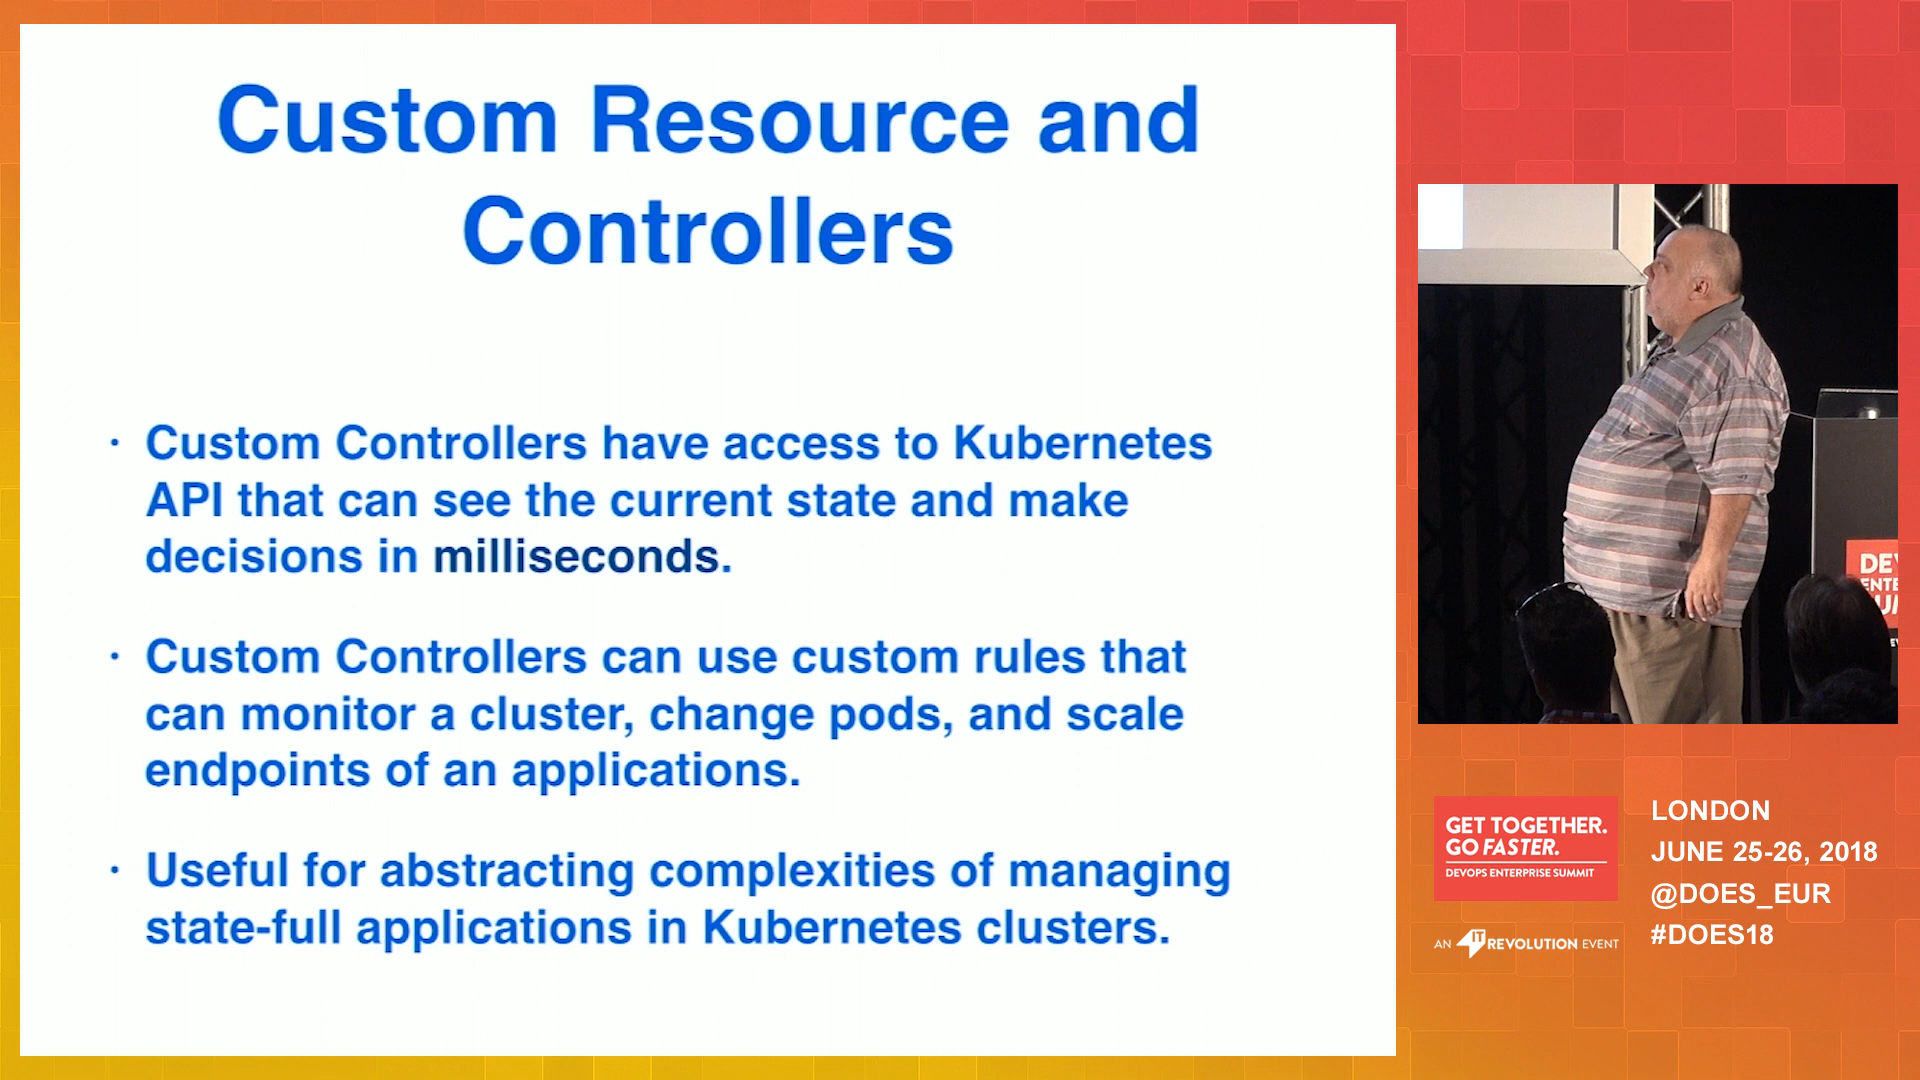 Custom Resource and
Controllers
· Custom Controllers have access to Kubernetes
API that can see the current state and make
decisions in milliseconds.
· Custom Controllers can use custom rules that
can monitor a cluster, change pods, and scale
endpoints of an applications.
· Useful for abstracting complexities of managing
state-full applications in Kubernetes clusters.
DEV
ENTE
UM
GET TOGETHER.
GO FASTER.
DEVOPS ENTERPRISE SUMMIT
AN IT REVOLUTION EVENT
LONDON
JUNE 25-26, 2018
@DOES_EUR
#DOES18